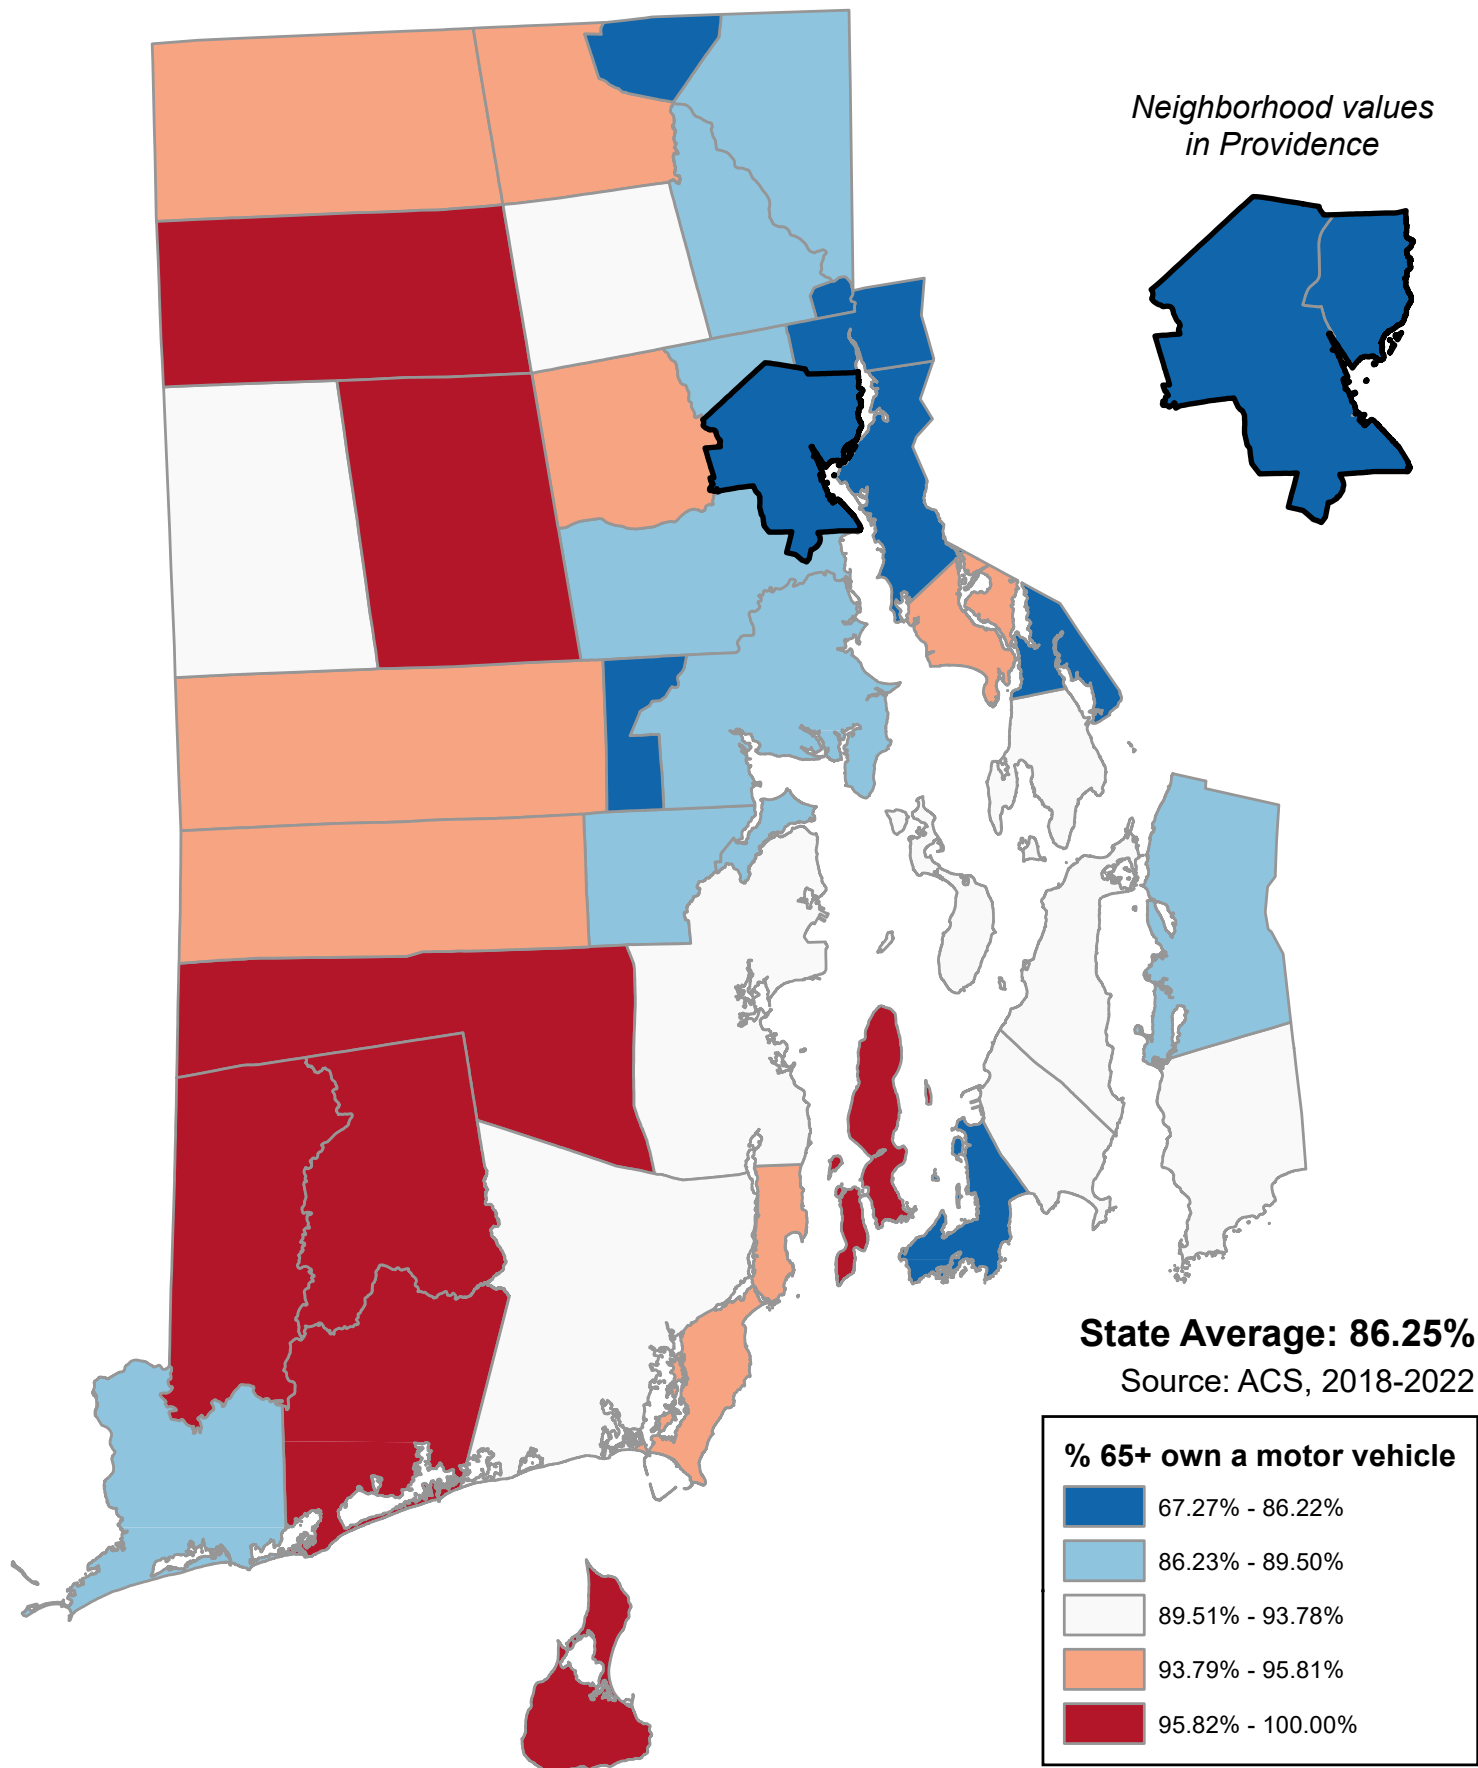 Neighborhood values
in Providence
State Average: 86.25%
Source: ACS, 2018-2022
% 65+ own a motor vehicle
67.27% - 86.22%
86.23% - 89.50%
89.51% - 93.78%
93.79% - 95.81%
95.82% - 100.00%